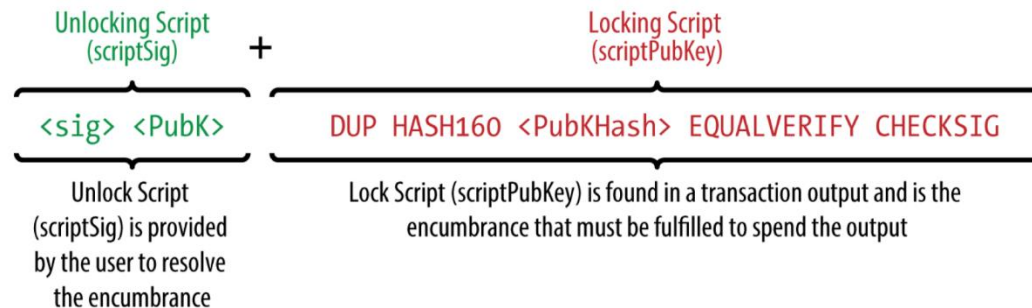 Unlocking Script
(scriptSig)
+
Locking Script
(scriptPubKey)
<sig> <PubK>
DUP HASH160 <PubKHash> EQUALVERIFY CHECKSIG
Unlock Script
(scriptSig) is provided
by the user to resolve
the encumbrance
Lock Script (scriptPubKey) is found in a transaction output and is the
encumbrance that must be fulfilled to spend the output